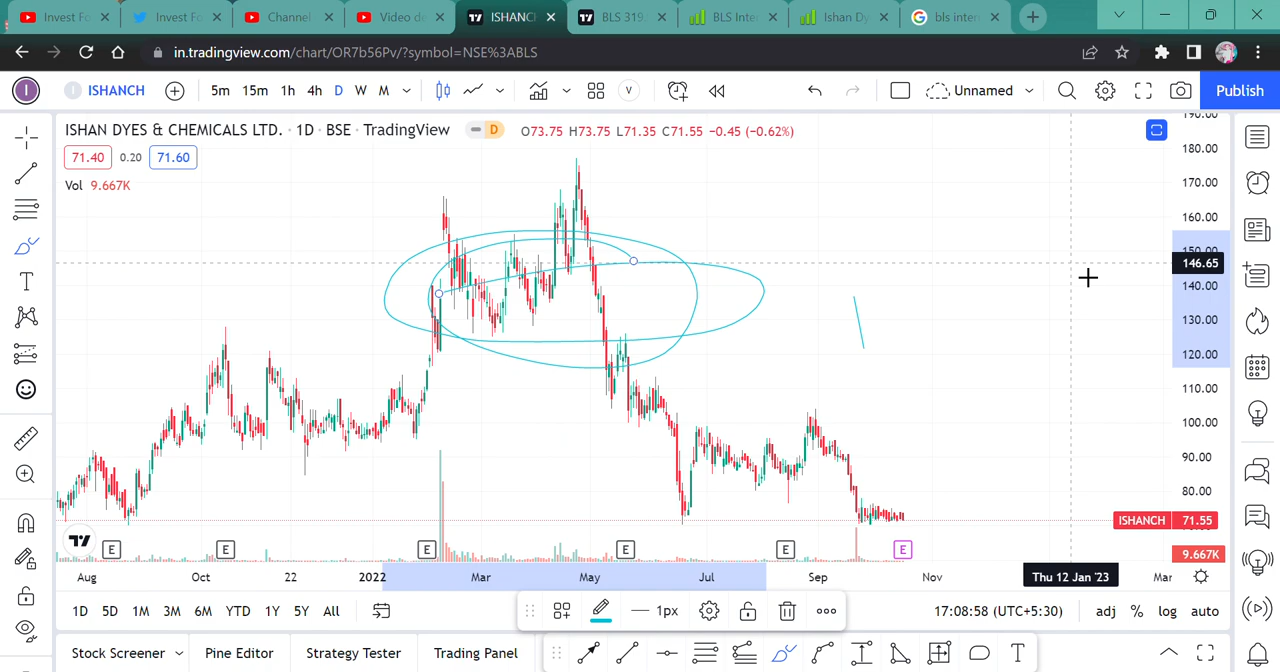 Invest Fo
Invest Fo
Channel
Video de
ISHANCH
BLS 319.
BLS Inter
Ishan Dy
bls inter
in.tradingview.com/chart/OR7b56Pv/?symbol=NSE%3ABLS
I I ISHANCH 5m 15m 1h 4h D W M V Unnamed Publish
ISHAN DYES & CHEMICALS LTD. · 1D · BSE · TradingView D O73.75 H73.75 L71.35 C71.55 −0.45 (−0.62%)
71.40 0.20 71.60
Vol 9.667K
190.00
180.00
170.00
160.00
150.00
146.65
140.00
130.00
120.00
110.00
100.00
90.00
80.00
ISHANCH 71.55
9.667K
E E E E E E
Aug Oct 22 2022 Mar May Jul Sep Nov Thu 12 Jan '23 Mar
1D 5D 1M 3M 6M YTD 1Y 5Y All 1px 17:08:58 (UTC+5:30) adj % log auto
Stock Screener Pine Editor Strategy Tester Trading Panel T